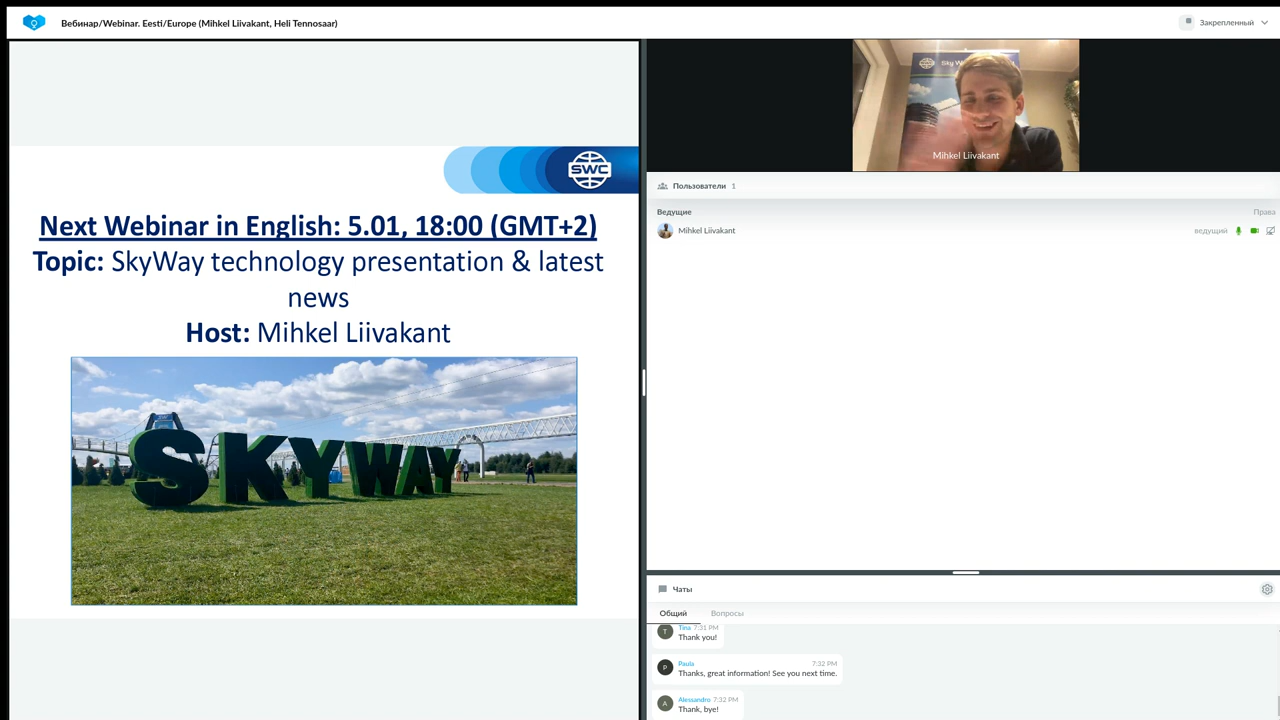 Вебинар/Webinar. Eesti/Europe (Mihkel Liivakant, Heli Tennosaar)
Закрепленный
SWC
Next Webinar in English: 5.01, 18:00 (GMT+2)
Topic: SkyWay technology presentation & latest
news
Host: Mihkel Liivakant
SKYWAY
Sky W
Mihkel Liivakant
Пользователи 1
Ведущие
Права
Mihkel Liivakant
ведущий
Чаты
Общий
Вопросы
T
Tina 7:31 PM
Thank you!
P
Paula 7:32 PM
Thanks, great information! See you next time.
A
Alessandro 7:32 PM
Thank, bye!